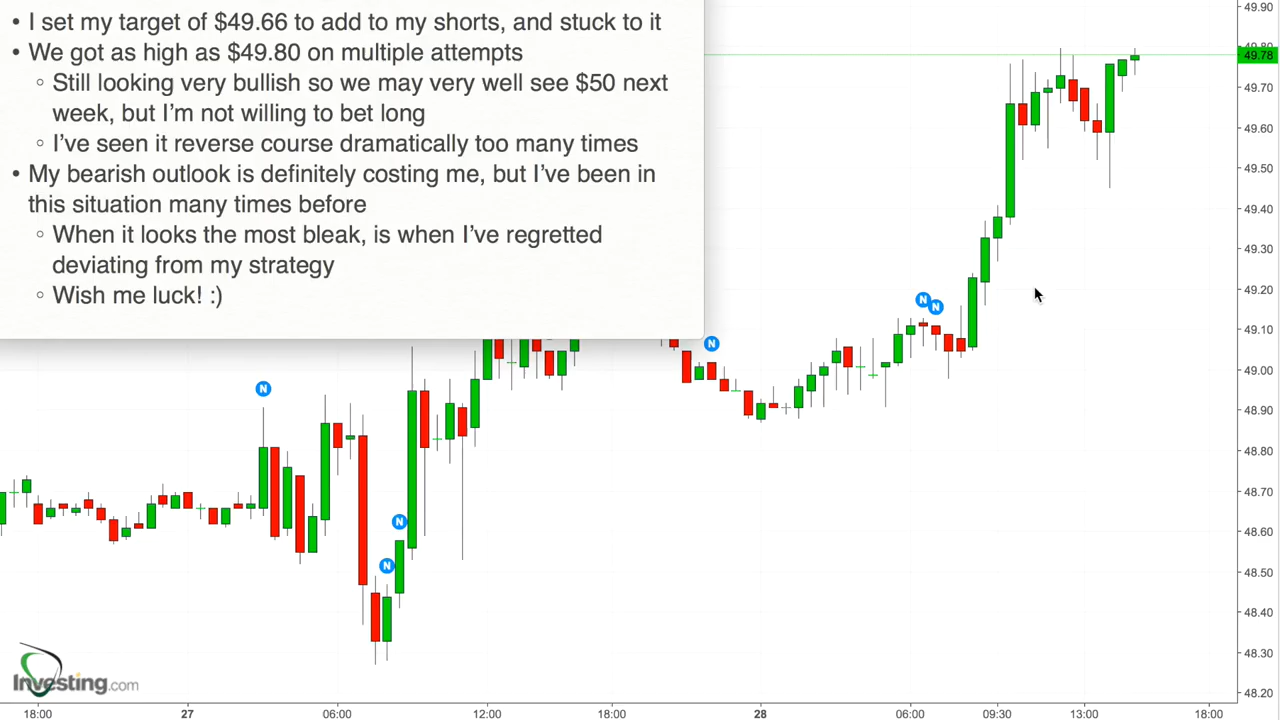 • I set my target of $49.66 to add to my shorts, and stuck to it
• We got as high as $49.80 on multiple attempts
◦ Still looking very bullish so we may very well see $50 next
week, but I’m not willing to bet long
◦ I’ve seen it reverse course dramatically too many times
• My bearish outlook is definitely costing me, but I’ve been in
this situation many times before
◦ When it looks the most bleak, is when I’ve regretted
deviating from my strategy
◦ Wish me luck! :)
49.90
49.80
49.78
49.70
49.60
49.50
49.40
49.30
49.20
49.10
49.00
48.90
48.80
48.70
48.60
48.50
48.40
48.30
48.20
N N
N
N
N
N
Investing.com
18:00 27 06:00 12:00 18:00 28 06:00 09:30 13:00 18:00